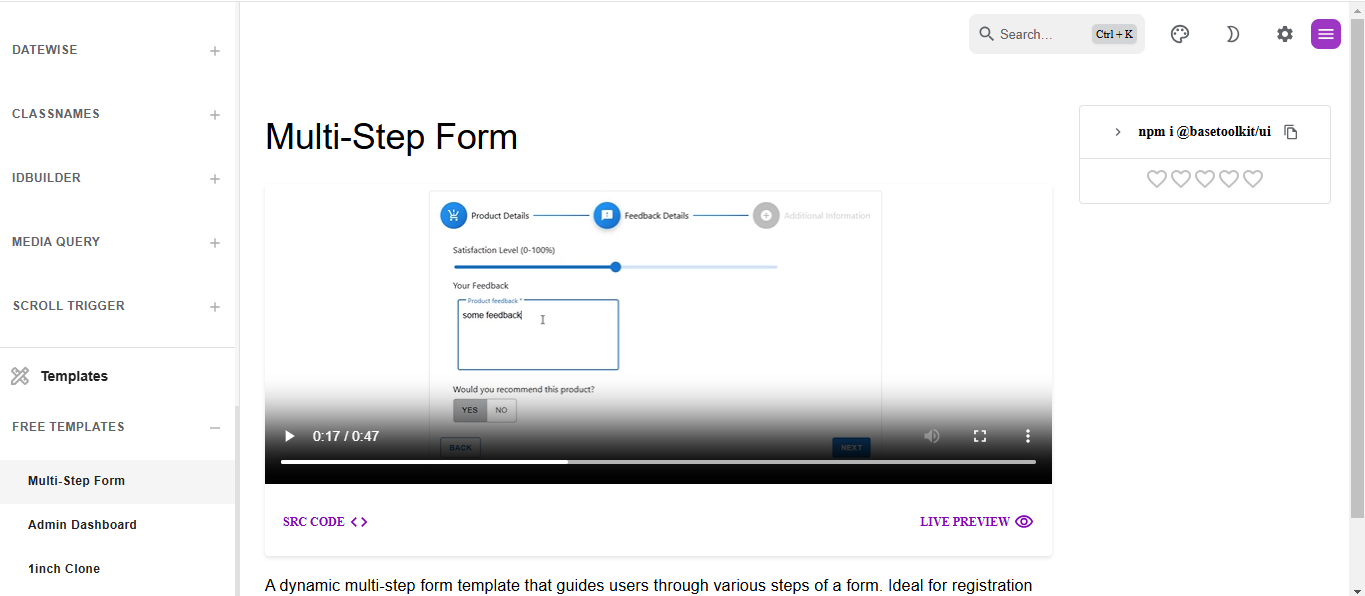 Search...
Ctrl + K
DATEWISE
CLASSNAMES
IDBUILDER
MEDIA QUERY
SCROLL TRIGGER
Templates
FREE TEMPLATES
Multi-Step Form
Admin Dashboard
1inch Clone
Multi-Step Form
Product Details
Feedback Details
Additional Information
Satisfaction Level (0-100%)
Your Feedback
Product feedback *
some feedback
Would you recommend this product?
YES
NO
BACK
NEXT
0:17 / 0:47
SRC CODE
LIVE PREVIEW
A dynamic multi-step form template that guides users through various steps of a form. Ideal for registration
npm i @basetoolkit/ui